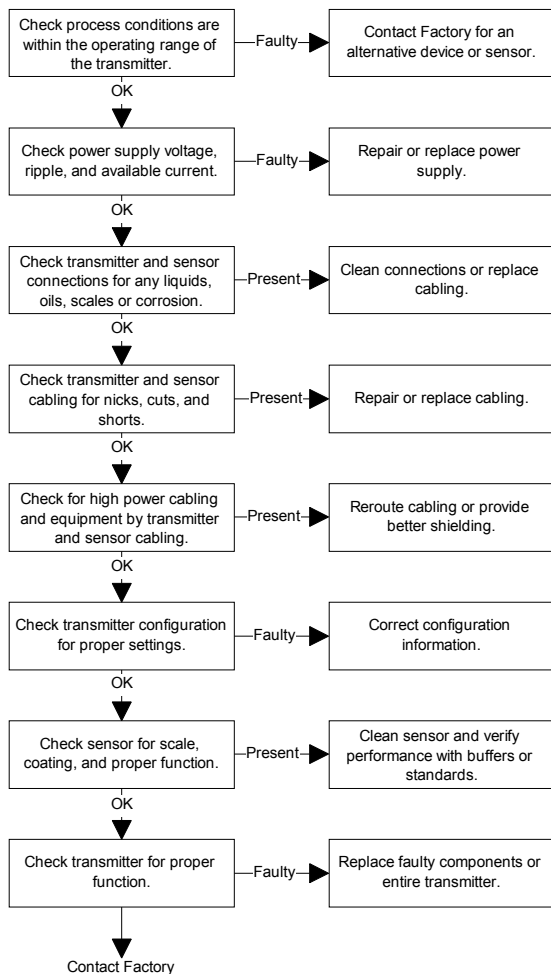 Check process conditions are
within the operating range of
the transmitter.
Faulty
Contact Factory for an
alternative device or sensor.
OK
Check power supply voltage,
ripple, and available current.
Faulty
Repair or replace power
supply.
OK
Check transmitter and sensor
connections for any liquids,
oils, scales or corrosion.
Present
Clean connections or replace
cabling.
OK
Check transmitter and sensor
cabling for nicks, cuts, and
shorts.
Present
Repair or replace cabling.
OK
Check for high power cabling
and equipment by transmitter
and sensor cabling.
Present
Reroute cabling or provide
better shielding.
OK
Check transmitter configuration
for proper settings.
Faulty
Correct configuration
information.
OK
Check sensor for scale,
coating, and proper function.
Present
Clean sensor and verify
performance with buffers or
standards.
OK
Check transmitter for proper
function.
Faulty
Replace faulty components or
entire transmitter.
Contact Factory